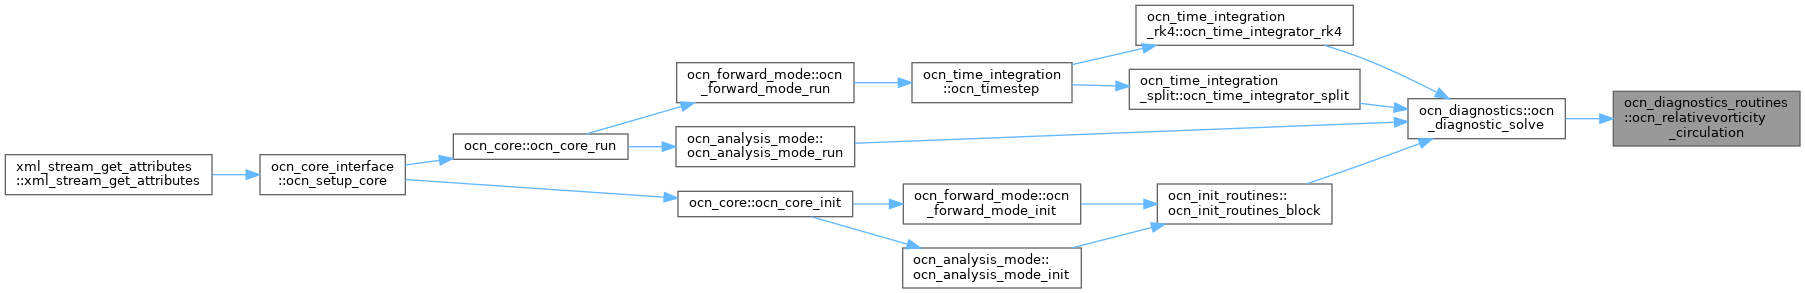 xml_stream_get_attributes
::xml_stream_get_attributes
ocn_core_interface
::ocn_setup_core
ocn_core::ocn_core_run
ocn_core::ocn_core_init
ocn_forward_mode::ocn
_forward_mode_run
ocn_analysis_mode::
ocn_analysis_mode_run
ocn_forward_mode::ocn
_forward_mode_init
ocn_analysis_mode::
ocn_analysis_mode_init
ocn_time_integration
::ocn_timestep
ocn_time_integration
_rk4::ocn_time_integrator_rk4
ocn_time_integration
_split::ocn_time_integrator_split
ocn_init_routines::
ocn_init_routines_block
ocn_diagnostics::ocn
_diagnostic_solve
ocn_diagnostics_routines
::ocn_relativevorticity
_circulation